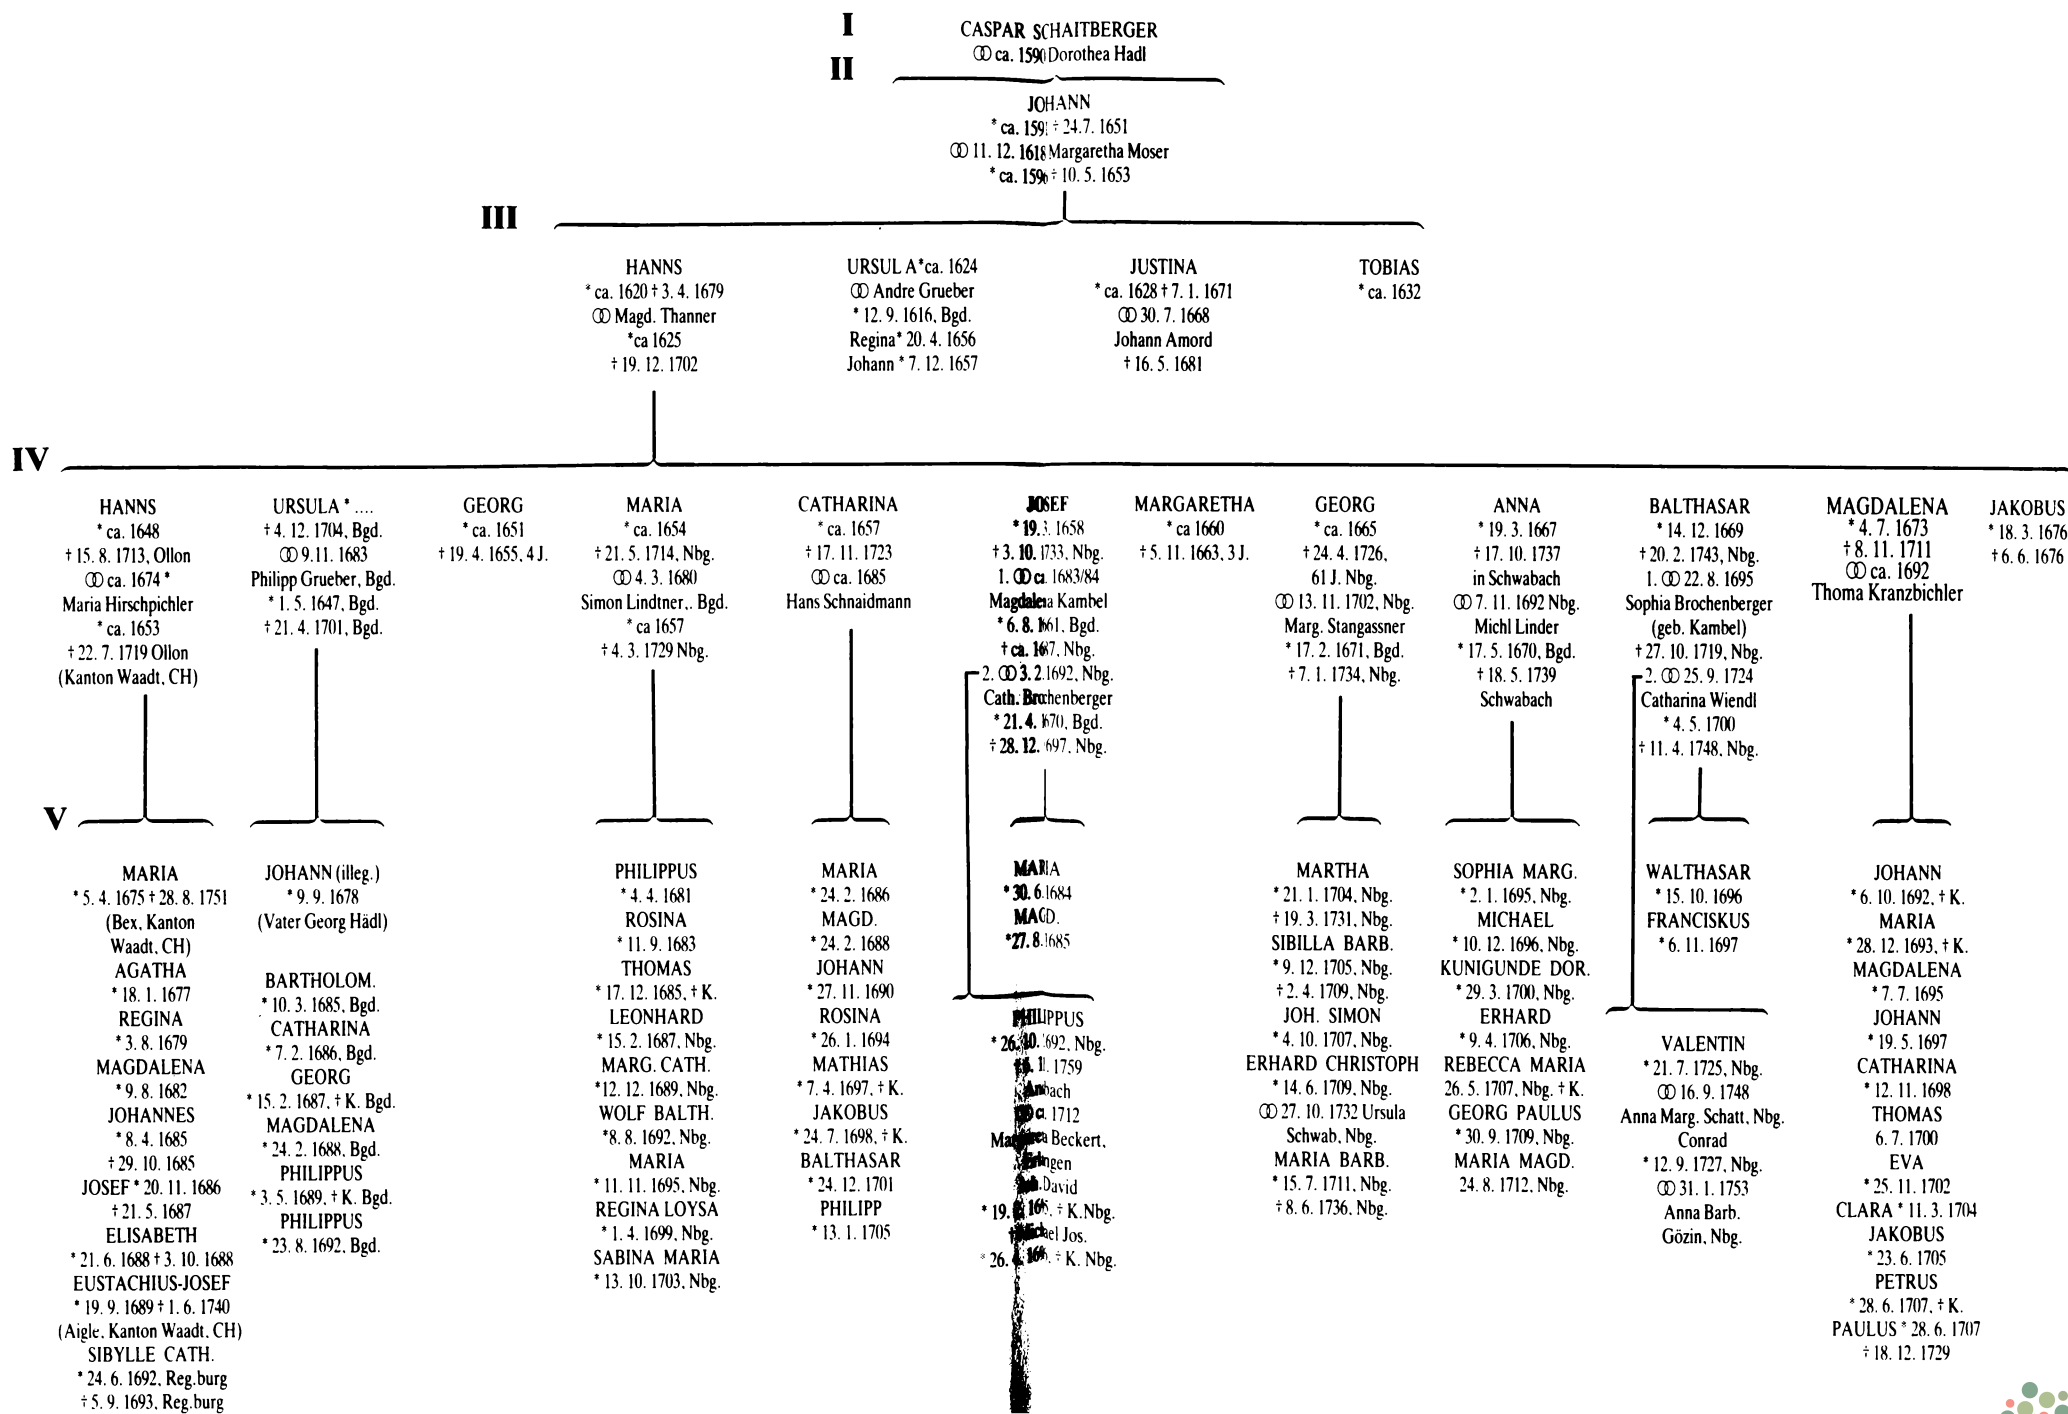 I
CASPAR SCHAITBERGER
⚭ ca. 1590 Dorothea Hadl
II
JOHANN
* ca. 159 † 24.7. 1651
⚭ 11. 12. 1618 Margaretha Moser
* ca. 1596 † 10. 5. 1653
III
HANNS
* ca. 1620 † 3. 4. 1679
⚭ Magd. Thanner
*ca 1625
† 19. 12. 1702
URSULA *ca. 1624
⚭ Andre Grueber
* 12. 9. 1616, Bgd.
Regina * 20. 4. 1656
Johann * 7. 12. 1657
JUSTINA
* ca. 1628 † 7. 1. 1671
⚭ 30. 7. 1668
Johann Amord
† 16. 5. 1681
TOBIAS
* ca. 1632
IV
HANNS
* ca. 1648
† 15. 8. 1713, Ollon
⚭ ca. 1674 *
Maria Hirschpichler
* ca. 1653
† 22. 7. 1719 Ollon
(Kanton Waadt, CH)
URSULA * ....
† 4. 12. 1704, Bgd.
⚭ 9.11. 1683
Philipp Grueber, Bgd.
* 1. 5. 1647, Bgd.
† 21. 4. 1701, Bgd.
GEORG
* ca. 1651
† 19. 4. 1655, 4 J.
MARIA
* ca. 1654
† 21. 5. 1714, Nbg.
⚭ 4. 3. 1680
Simon Lindtner,. Bgd.
* ca 1657
† 4. 3. 1729 Nbg.
CATHARINA
* ca. 1657
† 17. 11. 1723
⚭ ca. 1685
Hans Schnaidmann
JOSEF
* 19.3. 1658
† 3. 10. 1733, Nbg.
1. ⚭ ca. 1683/84
Magdalena Kambel
* 6. 8. 1661, Bgd.
† ca. 1687, Nbg.
2. ⚭ 3. 2. 1692, Nbg.
Cath. Brochenberger
* 21. 4. 1670, Bgd.
† 28. 12. 1697, Nbg.
MARGARETHA
* ca 1660
† 5. 11. 1663, 3 J.
GEORG
* ca. 1665
† 24. 4. 1726,
61 J. Nbg.
⚭ 13. 11. 1702, Nbg.
Marg. Stangassner
* 17. 2. 1671, Bgd.
† 7. 1. 1734, Nbg.
ANNA
* 19. 3. 1667
† 17. 10. 1737
in Schwabach
⚭ 7. 11. 1692 Nbg.
Michl Linder
* 17. 5. 1670, Bgd.
† 18. 5. 1739
Schwabach
BALTHASAR
* 14. 12. 1669
† 20. 2. 1743, Nbg.
1. ⚭ 22. 8. 1695
Sophia Brochenberger
(geb. Kambel)
† 27. 10. 1719, Nbg.
2. ⚭ 25. 9. 1724
Catharina Wiendl
* 4. 5. 1700
† 11. 4. 1748, Nbg.
MAGDALENA
* 4. 7. 1673
† 8. 11. 1711
⚭ ca. 1692
Thoma Kranzbichler
JAKOBUS
* 18. 3. 1676
† 6. 6. 1676
V
MARIA
* 5. 4. 1675 † 28. 8. 1751
(Bex, Kanton
Waadt, CH)
AGATHA
* 18. 1. 1677
REGINA
* 3. 8. 1679
MAGDALENA
* 9. 8. 1682
JOHANNES
* 8. 4. 1685
† 29. 10. 1685
JOSEF * 20. 11. 1686
† 21. 5. 1687
ELISABETH
* 21. 6. 1688 † 3. 10. 1688
EUSTACHIUS-JOSEF
* 19. 9. 1689 † 1. 6. 1740
(Aigle, Kanton Waadt, CH)
SIBYLLE CATH.
* 24. 6. 1692, Reg.burg
† 5. 9. 1693, Reg.burg
JOHANN (illeg.)
* 9. 9. 1678
(Vater Georg Hädl)
BARTHOLOM.
* 10. 3. 1685, Bgd.
CATHARINA
* 7. 2. 1686, Bgd.
GEORG
* 15. 2. 1687, † K. Bgd.
MAGDALENA
* 24. 2. 1688, Bgd.
PHILIPPUS
* 3. 5. 1689, † K. Bgd.
PHILIPPUS
* 23. 8. 1692, Bgd.
PHILIPPUS
* 4. 4. 1681
ROSINA
* 11. 9. 1683
THOMAS
* 17. 12. 1685, † K.
LEONHARD
* 15. 2. 1687, Nbg.
MARG. CATH.
*12. 12. 1689, Nbg.
WOLF BALTH.
*8. 8. 1692, Nbg.
MARIA
* 11. 11. 1695, Nbg.
REGINA LOYSA
* 1. 4. 1699, Nbg.
SABINA MARIA
* 13. 10. 1703, Nbg.
MARIA
* 24. 2. 1686
MAGD.
* 24. 2. 1688
JOHANN
* 27. 11. 1690
ROSINA
* 26. 1. 1694
MATHIAS
* 7. 4. 1697, † K.
JAKOBUS
* 24. 7. 1698, † K.
BALTHASAR
* 24. 12. 1701
PHILIPP
* 13. 1. 1705
MARIA
* 30. 6. 1684
MAGD.
*27. 8. 1685
PHILIPPUS
* 26. 10. 1692, Nbg.
1759
Ansbach
⚭ ca. 1712
Beckert,
David
* 19. † K.Nbg.
Jos.
* 26. † K. Nbg.
MARTHA
* 21. 1. 1704, Nbg.
† 19. 3. 1731, Nbg.
SIBILLA BARB.
* 9. 12. 1705, Nbg.
† 2. 4. 1709, Nbg.
JOH. SIMON
* 4. 10. 1707, Nbg.
ERHARD CHRISTOPH
* 14. 6. 1709, Nbg.
⚭ 27. 10. 1732 Ursula
Schwab, Nbg.
MARIA BARB.
* 15. 7. 1711, Nbg.
† 8. 6. 1736, Nbg.
SOPHIA MARG.
* 2. 1. 1695, Nbg.
MICHAEL
* 10. 12. 1696, Nbg.
KUNIGUNDE DOR.
* 29. 3. 1700, Nbg.
ERHARD
* 9. 4. 1706, Nbg.
REBECCA MARIA
26. 5. 1707, Nbg. † K.
GEORG PAULUS
* 30. 9. 1709, Nbg.
MARIA MAGD.
24. 8. 1712, Nbg.
WALTHASAR
* 15. 10. 1696
FRANCISKUS
* 6. 11. 1697
VALENTIN
* 21. 7. 1725, Nbg.
⚭ 16. 9. 1748
Anna Marg. Schatt, Nbg.
Conrad
* 12. 9. 1727, Nbg.
⚭ 31. 1. 1753
Anna Barb.
Gözin, Nbg.
JOHANN
* 6. 10. 1692, † K.
MARIA
* 28. 12. 1693, † K.
MAGDALENA
* 7. 7. 1695
JOHANN
* 19. 5. 1697
CATHARINA
* 12. 11. 1698
THOMAS
6. 7. 1700
EVA
* 25. 11. 1702
CLARA * 11. 3. 1704
JAKOBUS
* 23. 6. 1705
PETRUS
* 28. 6. 1707, † K.
PAULUS * 28. 6. 1707
† 18. 12. 1729